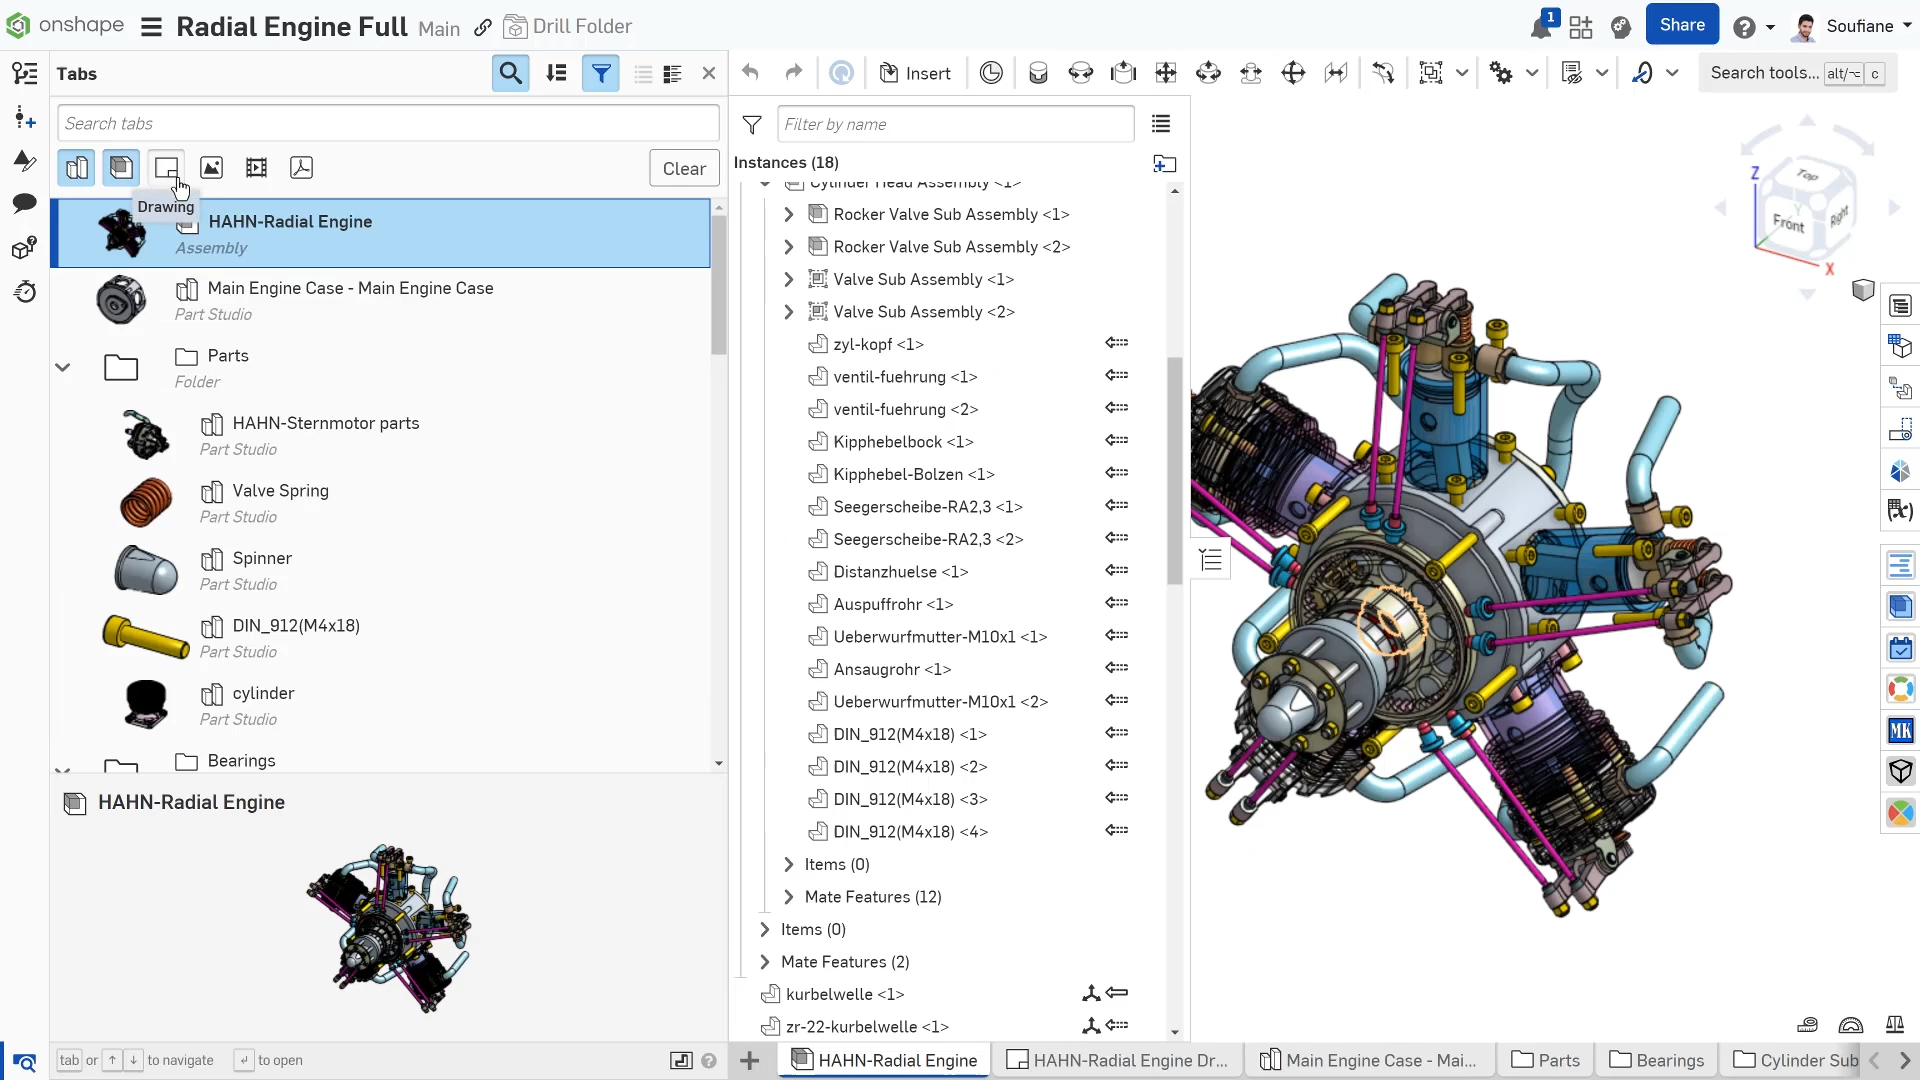 onshape Radial Engine Full Main Drill Folder
1 Share Soufiane
Tabs
Search tabs
Clear
Drawing
HAHN-Radial Engine
Assembly
Main Engine Case - Main Engine Case
Part Studio
Parts
Folder
HAHN-Sternmotor parts
Part Studio
Valve Spring
Part Studio
Spinner
Part Studio
DIN_912(M4x18)
Part Studio
cylinder
Part Studio
Bearings
HAHN-Radial Engine
tab or ↑ ↓ to navigate ↵ to open
Insert
Search tools... alt/⌥ c
Filter by name
Instances (18)
Cylinder Head Assembly <1>
Rocker Valve Sub Assembly <1>
Rocker Valve Sub Assembly <2>
Valve Sub Assembly <1>
Valve Sub Assembly <2>
zyl-kopf <1>
ventil-fuehrung <1>
ventil-fuehrung <2>
Kipphebelbock <1>
Kipphebel-Bolzen <1>
Seegerscheibe-RA2,3 <1>
Seegerscheibe-RA2,3 <2>
Distanzhuelse <1>
Auspuffrohr <1>
Ueberwurfmutter-M10x1 <1>
Ansaugrohr <1>
Ueberwurfmutter-M10x1 <2>
DIN_912(M4x18) <1>
DIN_912(M4x18) <2>
DIN_912(M4x18) <3>
DIN_912(M4x18) <4>
Items (0)
Mate Features (12)
Items (0)
Mate Features (2)
kurbelwelle <1>
zr-22-kurbelwelle <1>
Z
Top
Y
Front
Right
X
(x)
MK
HAHN-Radial Engine HAHN-Radial Engine Dr... Main Engine Case - Mai... Parts Bearings Cylinder Sub